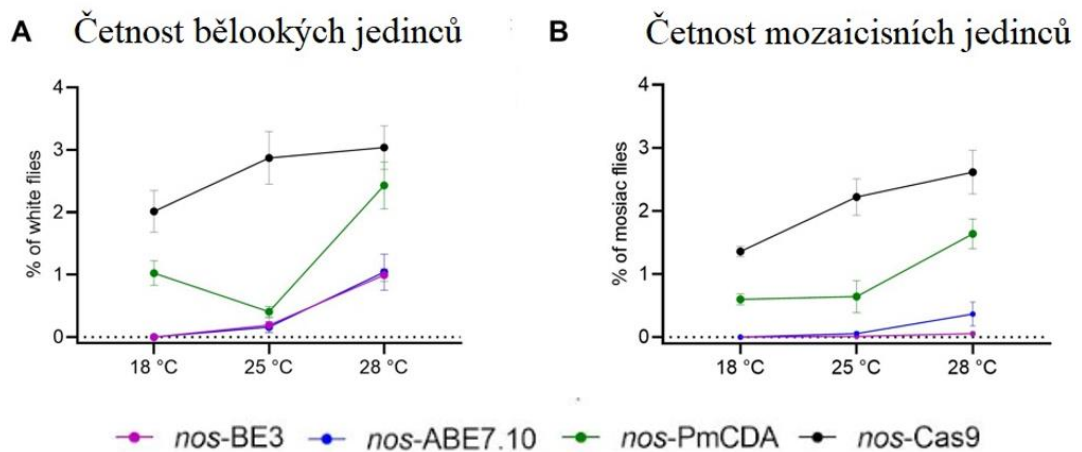 A Četnost bělookých jedinců
4
3
2
1
0
% of white flies
18 °C 25 °C 28 °C
B Četnost mozaicisních jedinců
4
3
2
1
0
% of mosiac flies
18 °C 25 °C 28 °C
nos-BE3 nos-ABE7.10 nos-PmCDA nos-Cas9